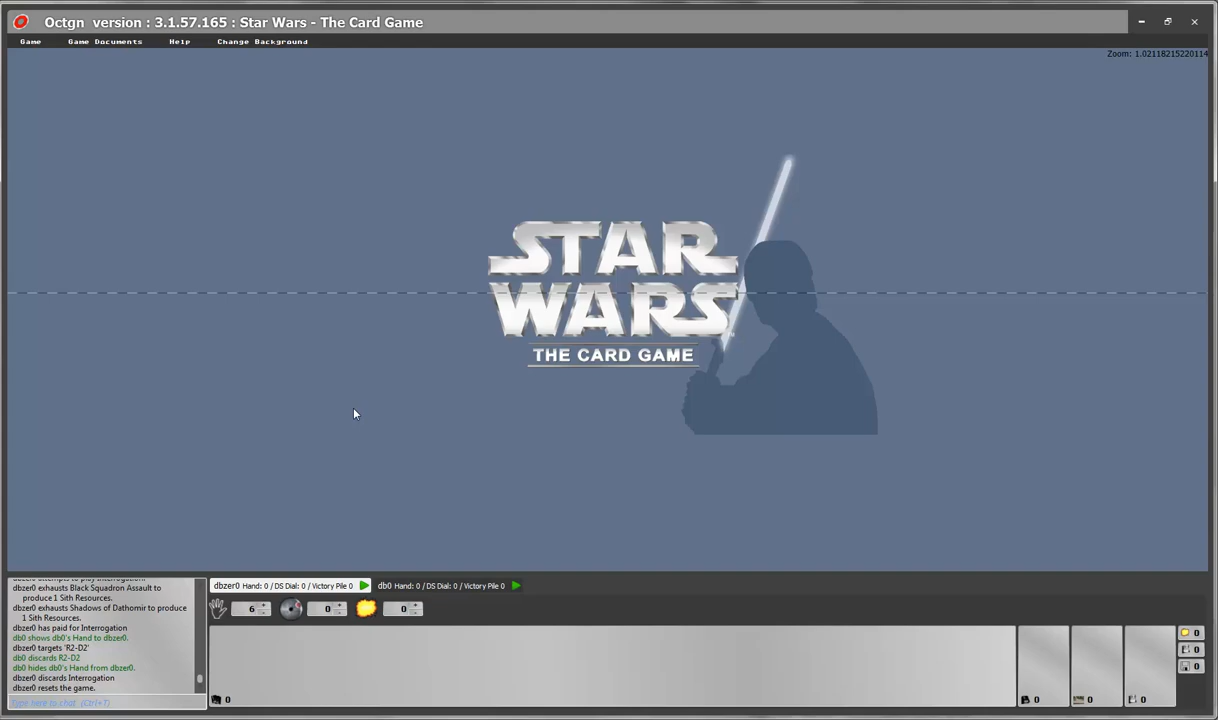 Octgn version : 3.1.57.165 : Star Wars - The Card Game
Game Game Documents Help Change Background
Zoom: 1.02118215220114
STAR
WARS
THE CARD GAME
dbzer0 attempts to play Interrogation.
dbzer0 exhausts Black Squadron Assault to
produce 1 Sith Resources.
dbzer0 exhausts Shadows of Dathomir to produce
1 Sith Resources.
dbzer0 has paid for Interrogation
db0 shows db0's Hand to dbzer0.
dbzer0 targets 'R2-D2'
db0 discards R2-D2
db0 hides db0's Hand from dbzer0.
dbzer0 discards Interrogation
dbzer0 resets the game.
Type here to chat (Ctrl+T)
dbzer0 Hand: 0 / DS Dial: 0 / Victory Pile 0
db0 Hand: 0 / DS Dial: 0 / Victory Pile 0
6 0 0
0
0
0
0
0
0
0